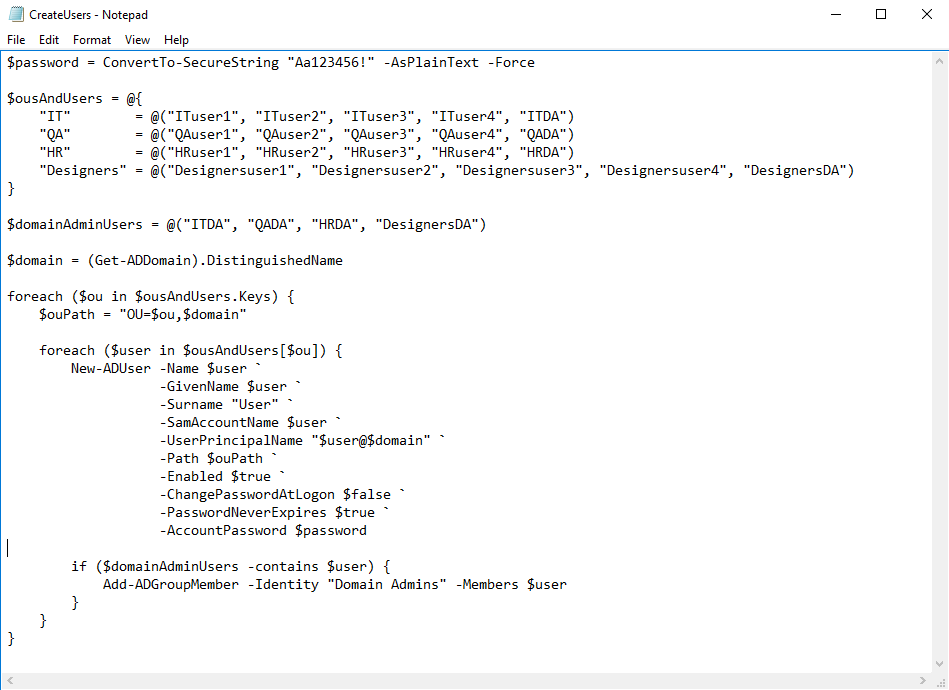 CreateUsers - Notepad
File Edit Format View Help
$password = ConvertTo-SecureString "Aa123456!" -AsPlainText -Force
$ousAndUsers = @{
    "IT"        = @("ITuser1", "ITuser2", "ITuser3", "ITuser4", "ITDA")
    "QA"        = @("QAuser1", "QAuser2", "QAuser3", "QAuser4", "QADA")
    "HR"        = @("HRuser1", "HRuser2", "HRuser3", "HRuser4", "HRDA")
    "Designers" = @("Designersuser1", "Designersuser2", "Designersuser3", "Designersuser4", "DesignersDA")
}
$domainAdminUsers = @("ITDA", "QADA", "HRDA", "DesignersDA")
$domain = (Get-ADDomain).DistinguishedName
foreach ($ou in $ousAndUsers.Keys) {
    $ouPath = "OU=$ou,$domain"
    foreach ($user in $ousAndUsers[$ou]) {
        New-ADUser -Name $user `
                   -GivenName $user `
                   -Surname "User" `
                   -SamAccountName $user `
                   -UserPrincipalName "$user@$domain" `
                   -Path $ouPath `
                   -Enabled $true `
                   -ChangePasswordAtLogon $false `
                   -PasswordNeverExpires $true `
                   -AccountPassword $password
        if ($domainAdminUsers -contains $user) {
            Add-ADGroupMember -Identity "Domain Admins" -Members $user
        }
    }
}